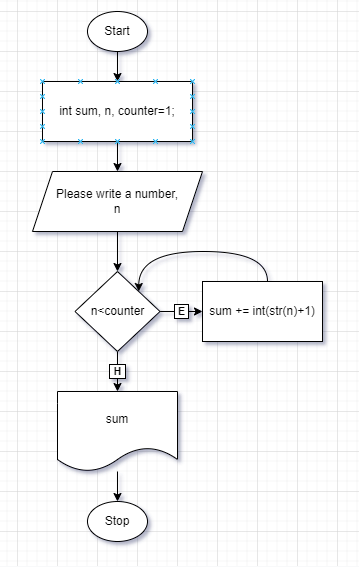 Start
int sum, n, counter=1;
Please write a number,
n
n<counter
E
sum += int(str(n)+1)
H
sum
Stop